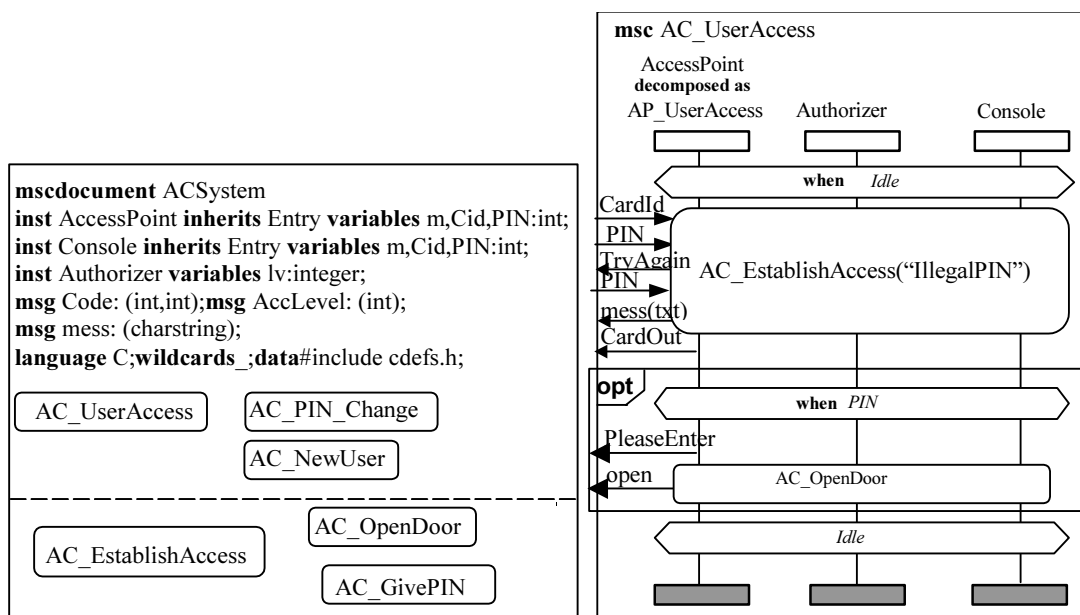 mscdocument ACSystem
inst AccessPoint inherits Entry variables m,Cid,PIN:int;
inst Console inherits Entry variables m,Cid,PIN:int;
inst Authorizer variables lv:integer;
msg Code: (int,int);msg AccLevel: (int);
msg mess: (charstring);
language C;wildcards_;data#include cdefs.h;
AC_UserAccess
AC_PIN_Change
AC_NewUser
AC_OpenDoor
AC_EstablishAccess
AC_GivePIN
msc AC_UserAccess
AccessPoint
decomposed as
AP_UserAccess
Authorizer
Console
when Idle
CardId
PIN
TryAgain
PIN
mess(txt)
AC_EstablishAccess(“IllegalPIN”)
CardOut
opt
when PIN
PleaseEnter
open
AC_OpenDoor
Idle